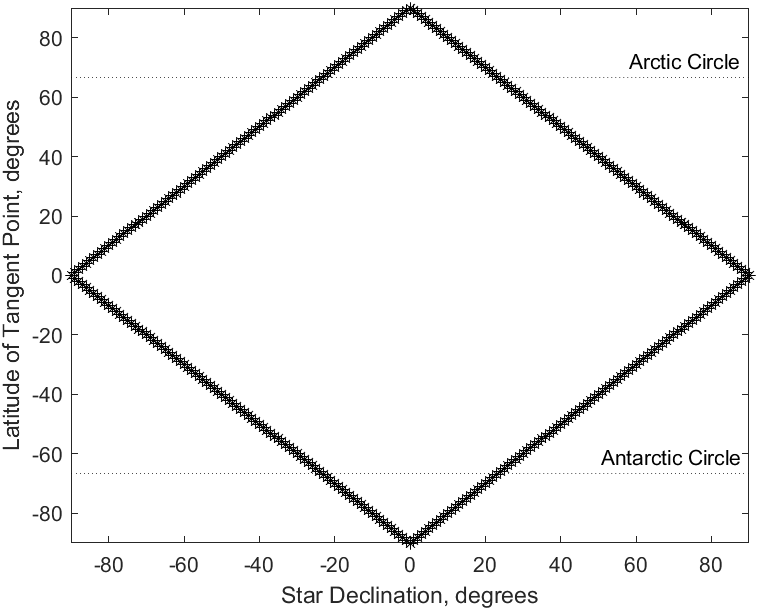 80
60
40
20
0
-20
-40
-60
-80
Latitude of Tangent Point, degrees
Arctic Circle
Antarctic Circle
-80 -60 -40 -20 0 20 40 60 80
Star Declination, degrees